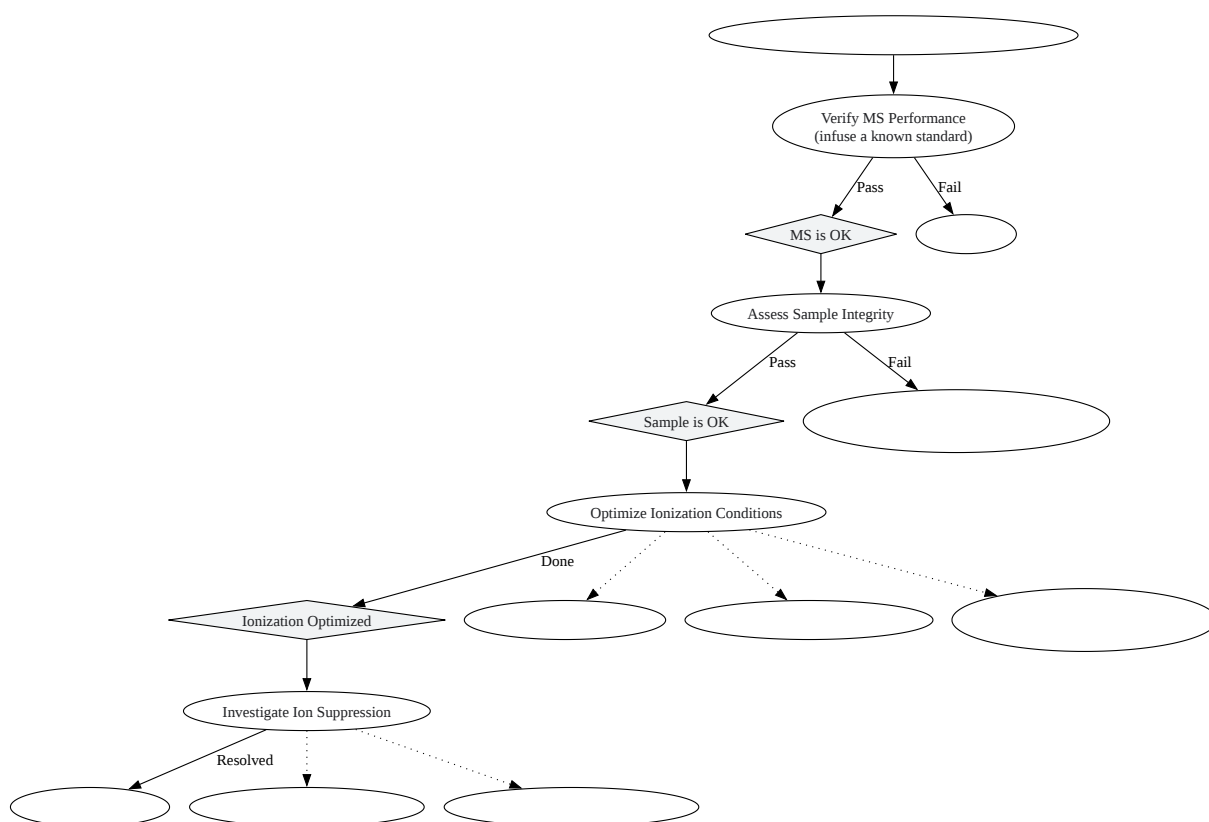 Verify MS Performance
(infuse a known standard)
Pass
Fail
MS is OK
Assess Sample Integrity
Pass
Fail
Sample is OK
Optimize Ionization Conditions
Done
Ionization Optimized
Investigate Ion Suppression
Resolved